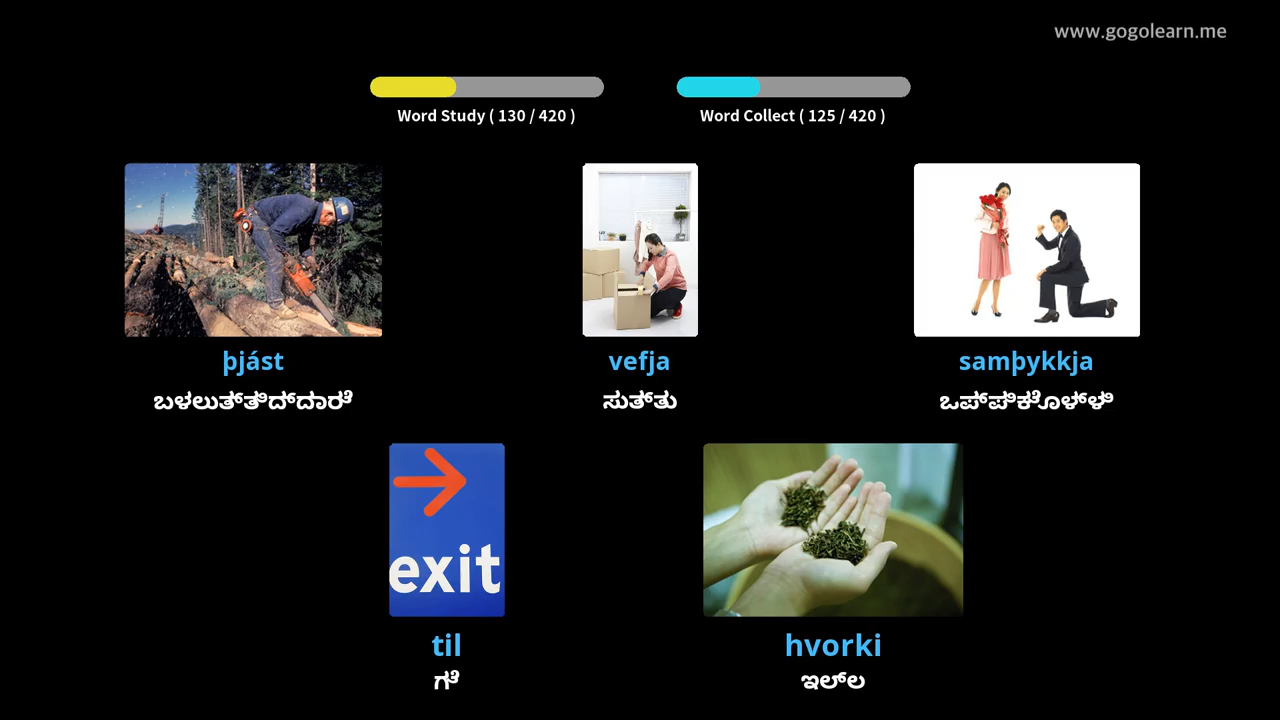 www.gogolearn.me
Word Study ( 130 / 420 ) Word Collect ( 125 / 420 )
þjást vefja samþykkja
ಬಳಲುತ್ತಿದ್ದಾರೆ ಸುತ್ತು ಒಪ್ಪಿಕೊಳ್ಳಿ
exit
til hvorki
ಗೆ ಇಲ್ಲ